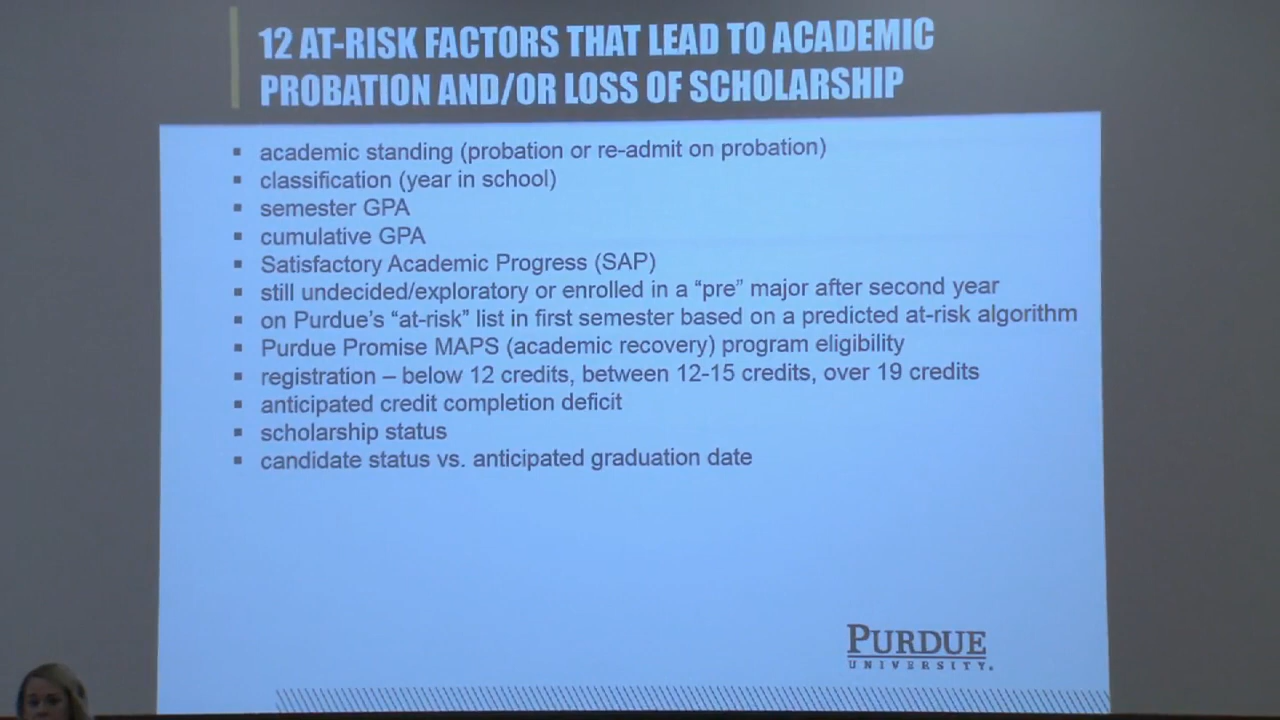 12 AT-RISK FACTORS THAT LEAD TO ACADEMIC
PROBATION AND/OR LOSS OF SCHOLARSHIP
▪ academic standing (probation or re-admit on probation)
▪ classification (year in school)
▪ semester GPA
▪ cumulative GPA
▪ Satisfactory Academic Progress (SAP)
▪ still undecided/exploratory or enrolled in a “pre” major after second year
▪ on Purdue’s “at-risk” list in first semester based on a predicted at-risk algorithm
▪ Purdue Promise MAPS (academic recovery) program eligibility
▪ registration – below 12 credits, between 12-15 credits, over 19 credits
▪ anticipated credit completion deficit
▪ scholarship status
▪ candidate status vs. anticipated graduation date
PURDUE
UNIVERSITY.